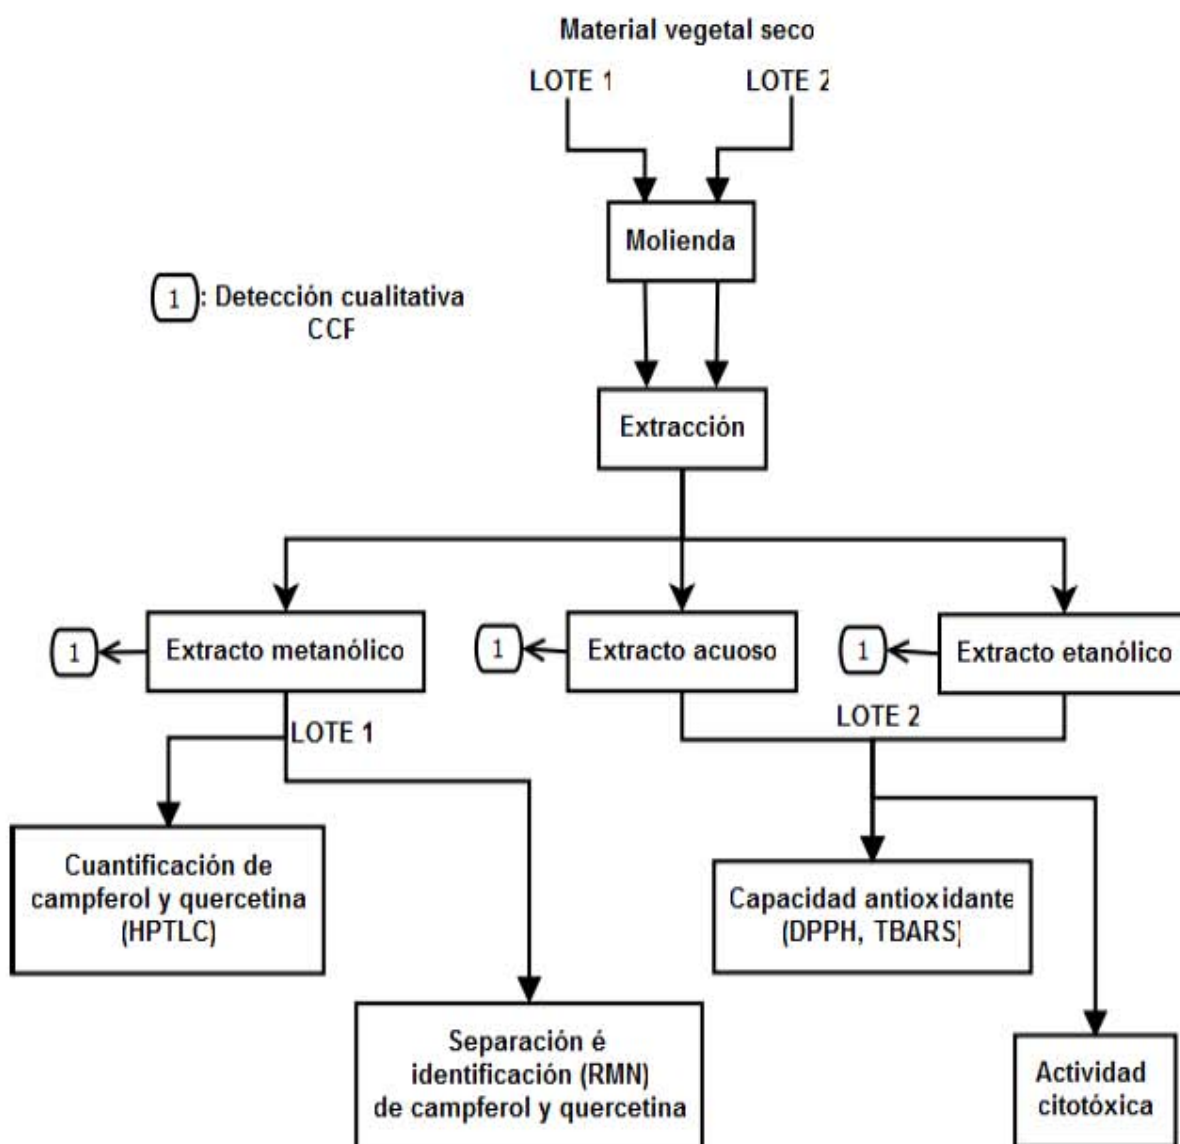 Material vegetal seco
LOTE 1
LOTE 2
Molienda
1 : Detección cualitativa
CCF
Extracción
1
Extracto metanólico
1
Extracto acuoso
1
Extracto etanólico
LOTE 1
LOTE 2
Cuantificación de
campferol y quercetina
(HPTLC)
Capacidad antioxidante
(DPPH, TBARS)
Separación é
identificación (RMN)
de campferol y quercetina
Actividad
citotóxica